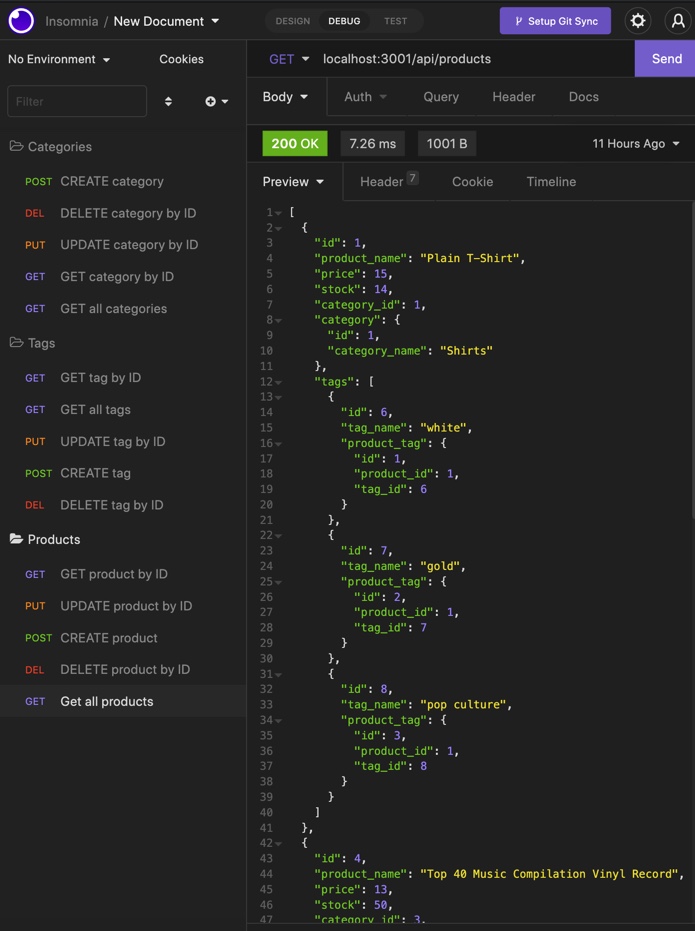 Insomnia / New Document
DESIGN DEBUG TEST
Setup Git Sync
No Environment
Cookies
Filter
Categories
POST CREATE category
DEL DELETE category by ID
PUT UPDATE category by ID
GET GET category by ID
GET GET all categories
Tags
GET GET tag by ID
GET GET all tags
PUT UPDATE tag by ID
POST CREATE tag
DEL DELETE tag by ID
Products
GET GET product by ID
PUT UPDATE product by ID
POST CREATE product
DEL DELETE product by ID
GET Get all products
GET localhost:3001/api/products Send
Body Auth Query Header Docs
200 OK 7.26 ms 1001 B 11 Hours Ago
Preview Header 7 Cookie Timeline
1 [
2 {
3 "id": 1,
4 "product_name": "Plain T-Shirt",
5 "price": 15,
6 "stock": 14,
7 "category_id": 1,
8 "category": {
9 "id": 1,
10 "category_name": "Shirts"
11 },
12 "tags": [
13 {
14 "id": 6,
15 "tag_name": "white",
16 "product_tag": {
17 "id": 1,
18 "product_id": 1,
19 "tag_id": 6
20 }
21 },
22 {
23 "id": 7,
24 "tag_name": "gold",
25 "product_tag": {
26 "id": 2,
27 "product_id": 1,
28 "tag_id": 7
29 }
30 },
31 {
32 "id": 8,
33 "tag_name": "pop culture",
34 "product_tag": {
35 "id": 3,
36 "product_id": 1,
37 "tag_id": 8
38 }
39 }
40 ]
41 },
42 {
43 "id": 4,
44 "product_name": "Top 40 Music Compilation Vinyl Record",
45 "price": 13,
46 "stock": 50,
47 "category_id": 3,